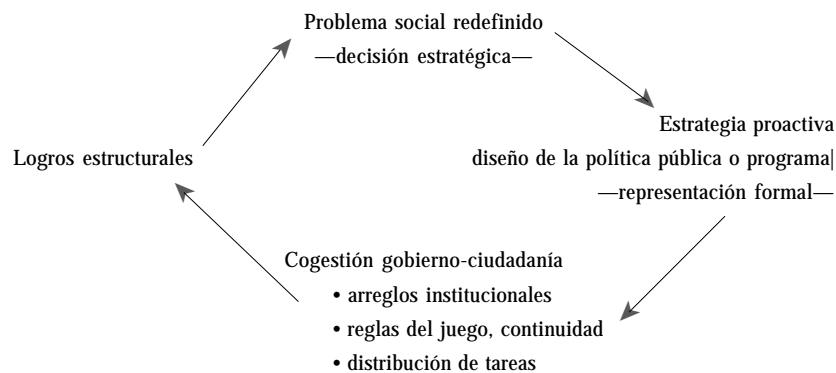 Problema social redefinido
—decisión estratégica—
Estrategia proactiva
diseño de la política pública o programa|
—representación formal—
Logros estructurales
Cogestión gobierno-ciudadanía
• arreglos institucionales
• reglas del juego, continuidad
• distribución de tareas